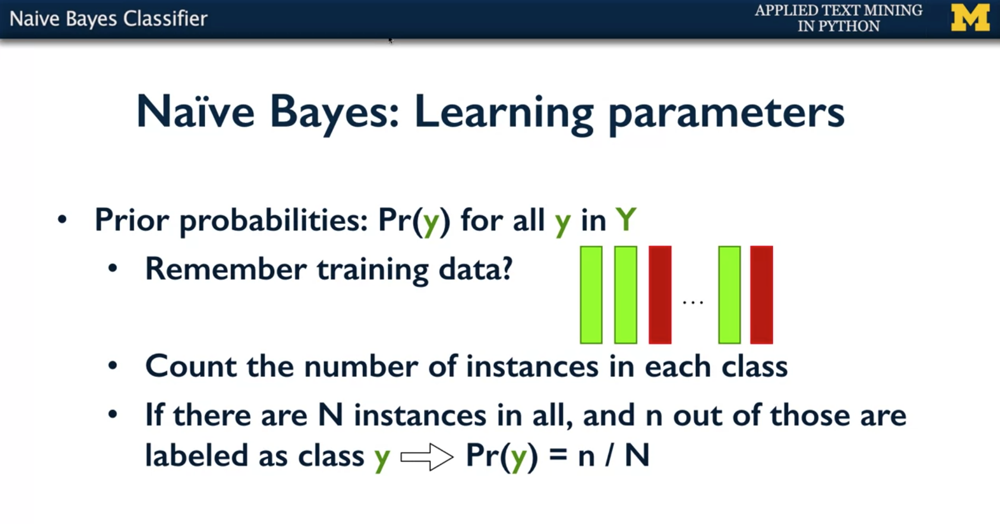 Naive Bayes Classifier
APPLIED TEXT MINING
IN PYTHON
M
Naïve Bayes: Learning parameters
• Prior probabilities: Pr(y) for all y in Y
• Remember training data?
...
• Count the number of instances in each class
• If there are N instances in all, and n out of those are
labeled as class y ⇨ Pr(y) = n / N